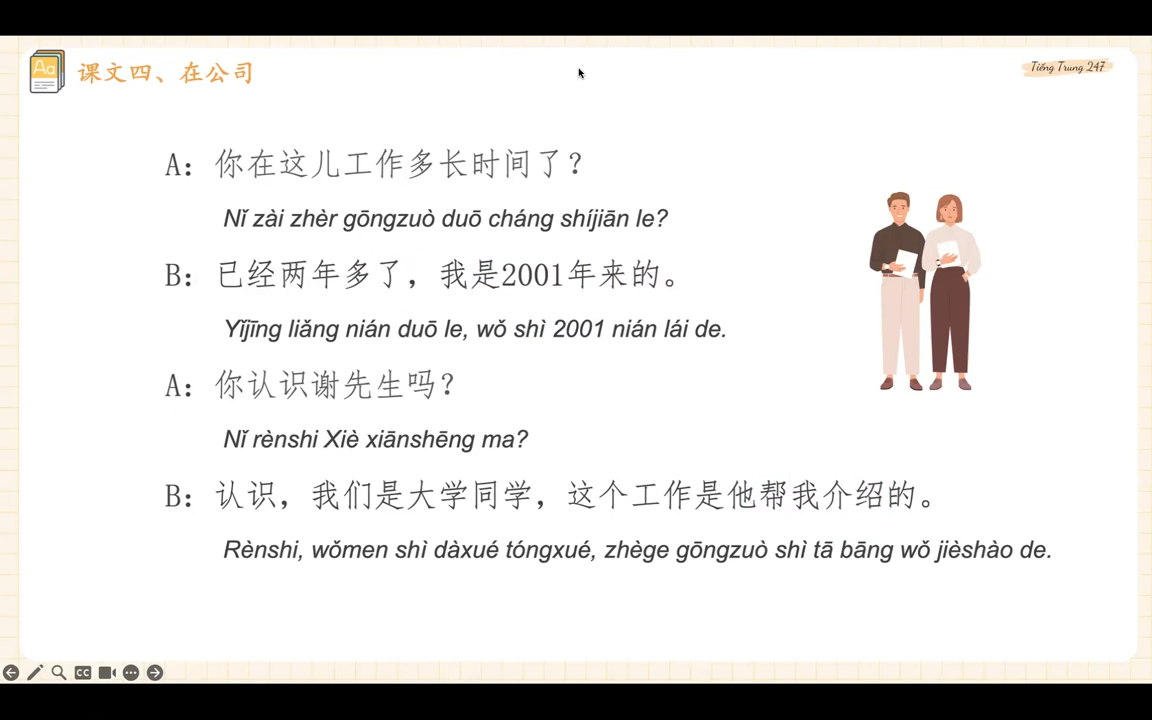 Aa
课文四、在公司
Tiếng Trung 247
A: 你在这儿工作多长时间了？
Nǐ zài zhèr gōngzuò duō cháng shíjiān le?
B: 已经两年多了，我是2001年来的。
Yǐjīng liǎng nián duō le, wǒ shì 2001 nián lái de.
A: 你认识谢先生吗？
Nǐ rènshi Xiè xiānshēng ma?
B: 认识，我们是大学同学，这个工作是他帮我介绍的。
Rènshi, wǒmen shì dàxué tóngxué, zhège gōngzuò shì tā bāng wǒ jièshào de.
CC